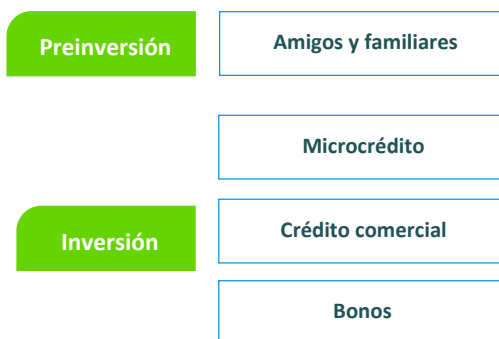 Preinversión
Amigos y familiares
Microcrédito
Inversión
Crédito comercial
Bonos